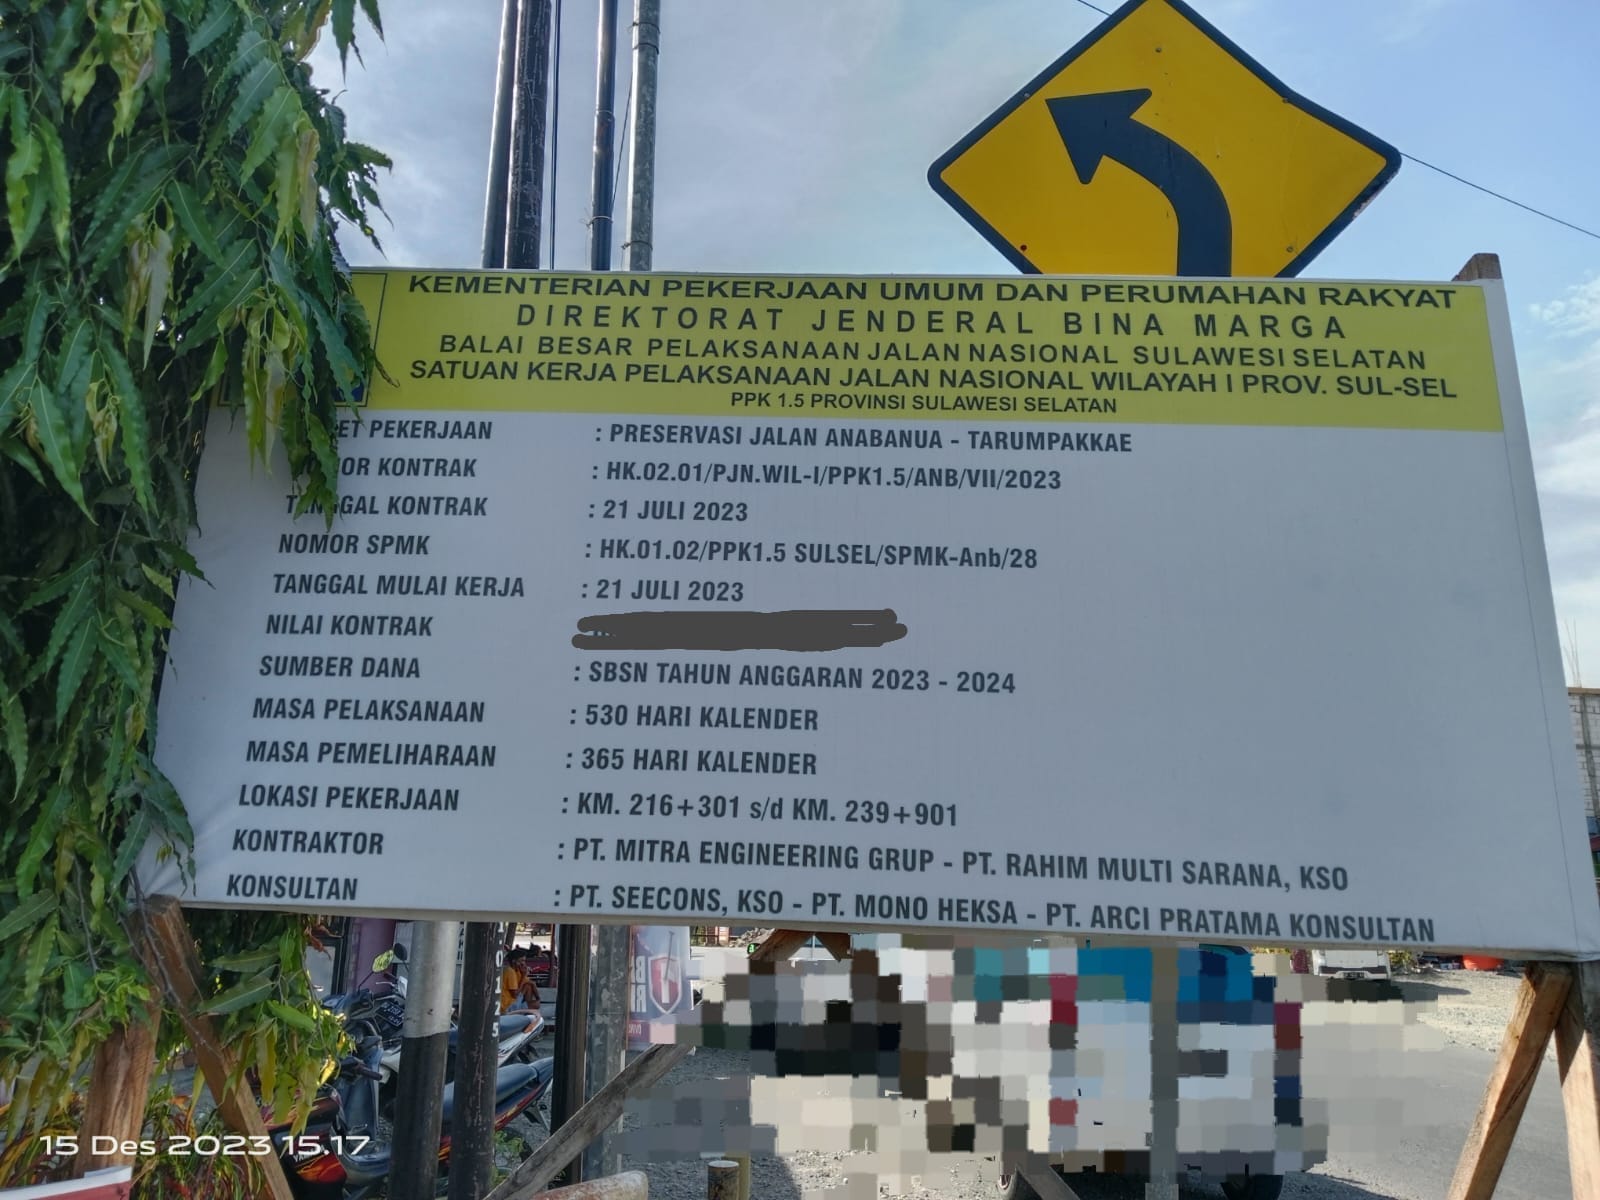 KEMENTERIAN PEKERJAAN UMUM DAN PERUMAHAN RAKYAT
DIREKTORAT JENDERAL BINA MARGA
BALAI BESAR PELAKSANAAN JALAN NASIONAL SULAWESI SELATAN
SATUAN KERJA PELAKSANAAN JALAN NASIONAL WILAYAH I PROV. SUL-SEL
PPK 1.5 PROVINSI SULAWESI SELATAN
PEKERJAAN : PRESERVASI JALAN ANABANUA - TARUMPAKKAE
KONTRAK : HK.02.01/PJN.WIL-I/PPK1.5/ANB/VII/2023
TANGGAL KONTRAK : 21 JULI 2023
NOMOR SPMK : HK.01.02/PPK1.5 SULSEL/SPMK-Anb/28
TANGGAL MULAI KERJA : 21 JULI 2023
NILAI KONTRAK
SUMBER DANA : SBSN TAHUN ANGGARAN 2023 - 2024
MASA PELAKSANAAN : 530 HARI KALENDER
MASA PEMELIHARAAN : 365 HARI KALENDER
LOKASI PEKERJAAN : KM. 216+301 s/d KM. 239+901
KONTRAKTOR : PT. MITRA ENGINEERING GRUP - PT. RAHIM MULTI SARANA, KSO
KONSULTAN : PT. SEECONS, KSO - PT. MONO HEKSA - PT. ARCI PRATAMA KONSULTAN
15 Des 2023 15.17